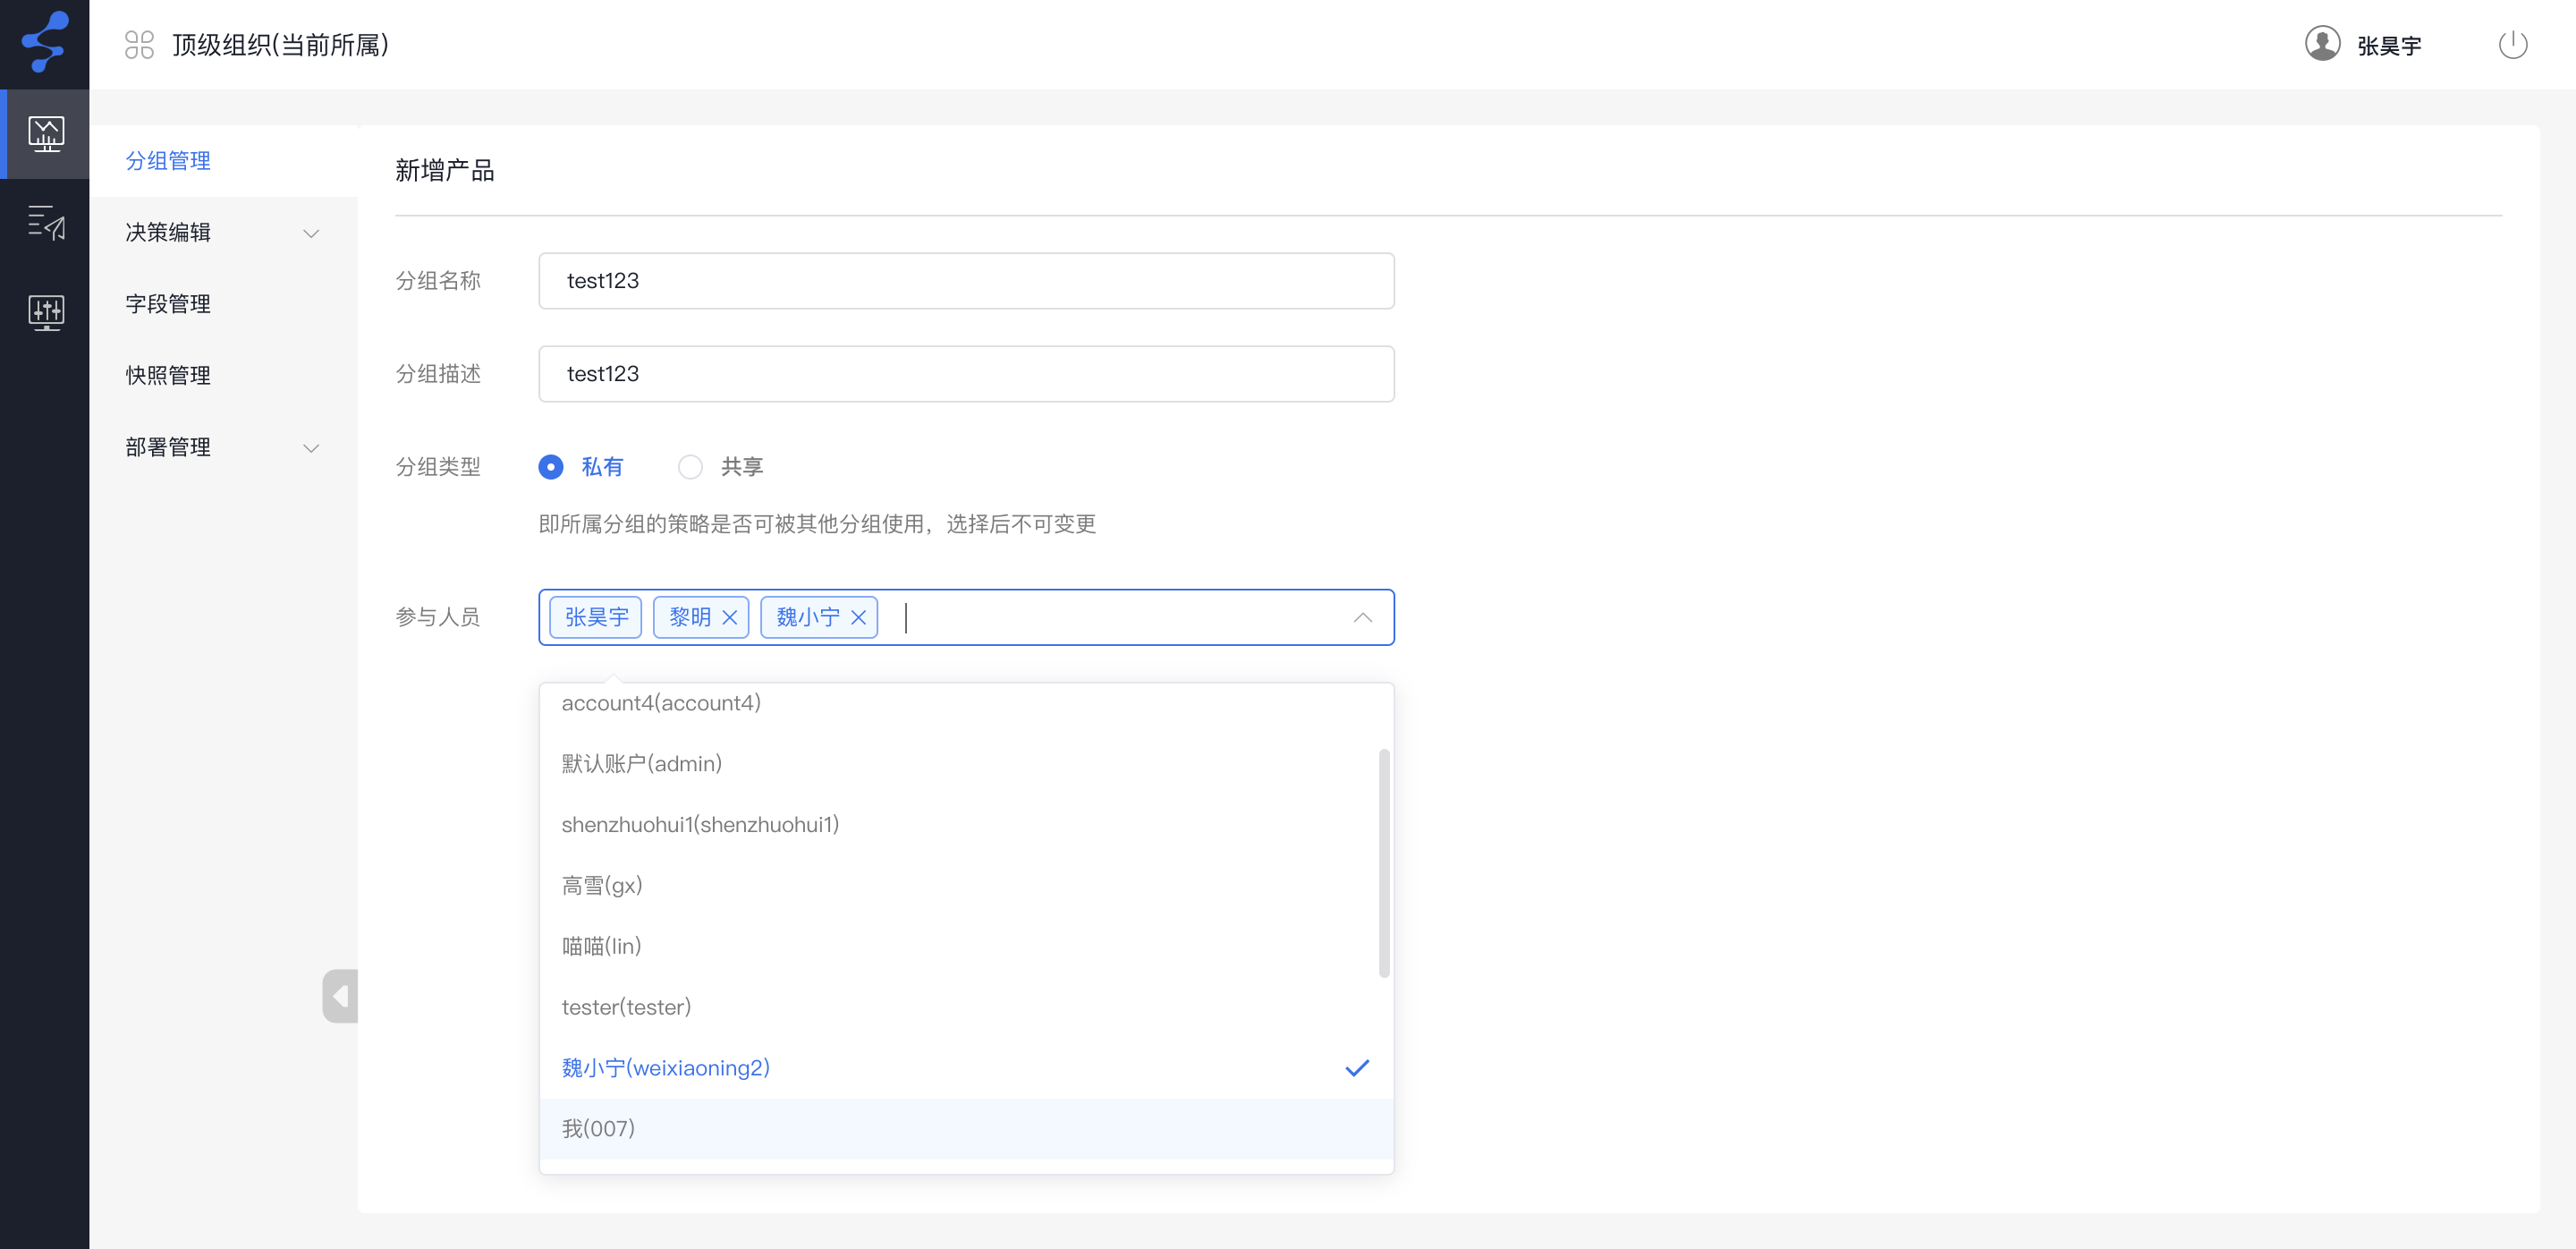 顶级组织(当前所属)
张昊宇
分组管理
决策编辑
字段管理
快照管理
部署管理
新增产品
分组名称
test123
分组描述
test123
分组类型
私有
共享
即所属分组的策略是否可被其他分组使用，选择后不可变更
参与人员
张昊宇
黎明
魏小宁
account4(account4)
默认账户(admin)
shenzhuohui1(shenzhuohui1)
高雪(gx)
喵喵(lin)
tester(tester)
魏小宁(weixiaoning2)
我(007)